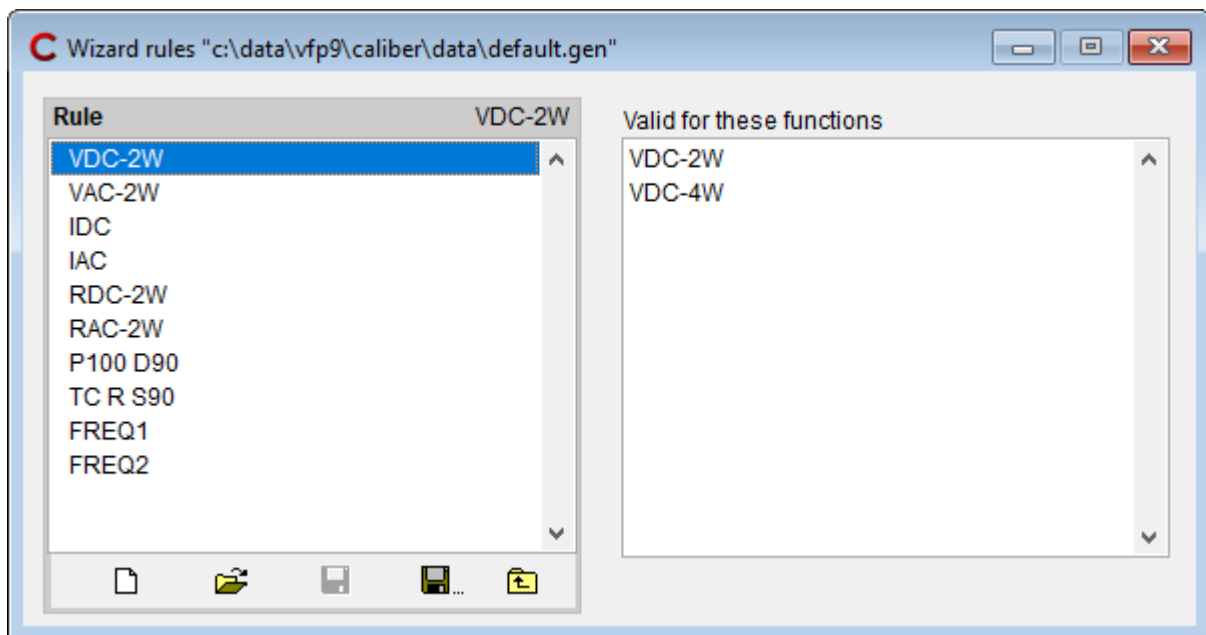 C Wizard rules "c:\data\vfp9\caliber\data\default.gen"
Rule VDC-2W
VDC-2W
VAC-2W
IDC
IAC
RDC-2W
RAC-2W
P100 D90
TC R S90
FREQ1
FREQ2
...
Valid for these functions
VDC-2W
VDC-4W